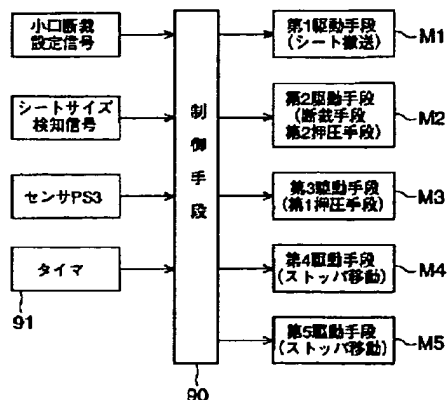 小口断裁
設定信号
シートサイズ
検知信号
センサPS3
タイマ
91
制御手段
90
第1駆動手段
(シート搬送)
M1
第2駆動手段
(断裁手段
第2押圧手段)
M2
第3駆動手段
(第1押圧手段)
M3
第4駆動手段
(ストッパ移動)
M4
第5駆動手段
(ストッパ移動)
M5